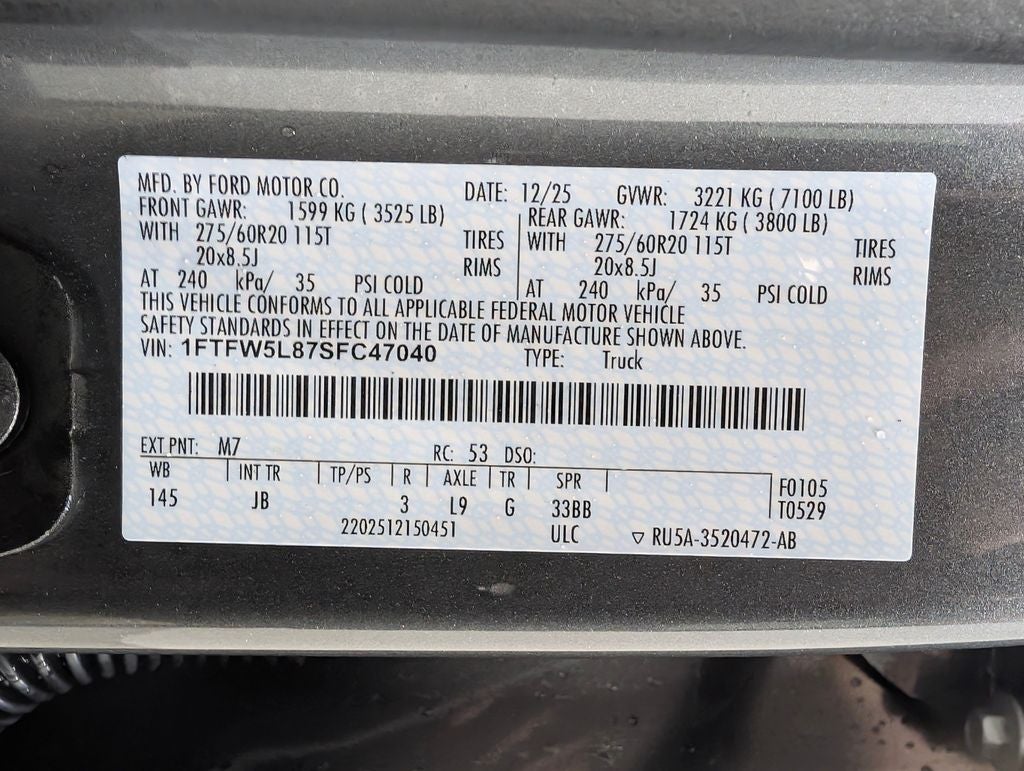 MFD. BY FORD MOTOR CO. DATE: 12/25 GVWR: 3221 KG ( 7100 LB)
FRONT GAWR: 1599 KG ( 3525 LB) REAR GAWR: 1724 KG ( 3800 LB)
WITH 275/60R20 115T TIRES WITH 275/60R20 115T TIRES
20x8.5J RIMS 20x8.5J RIMS
AT 240 kPa/ 35 PSI COLD AT 240 kPa/ 35 PSI COLD
THIS VEHICLE CONFORMS TO ALL APPLICABLE FEDERAL MOTOR VEHICLE
SAFETY STANDARDS IN EFFECT ON THE DATE OF MANUFACTURE SHOWN ABOVE.
VIN: 1FTFW5L87SFC47040 TYPE: Truck
EXT PNT: M7 RC: 53 DSO:
WB INT TR TP/PS R AXLE TR SPR F0105
145 JB 3 L9 G 33BB T0529
2202512150451 ULC ▽ RU5A-3520472-AB